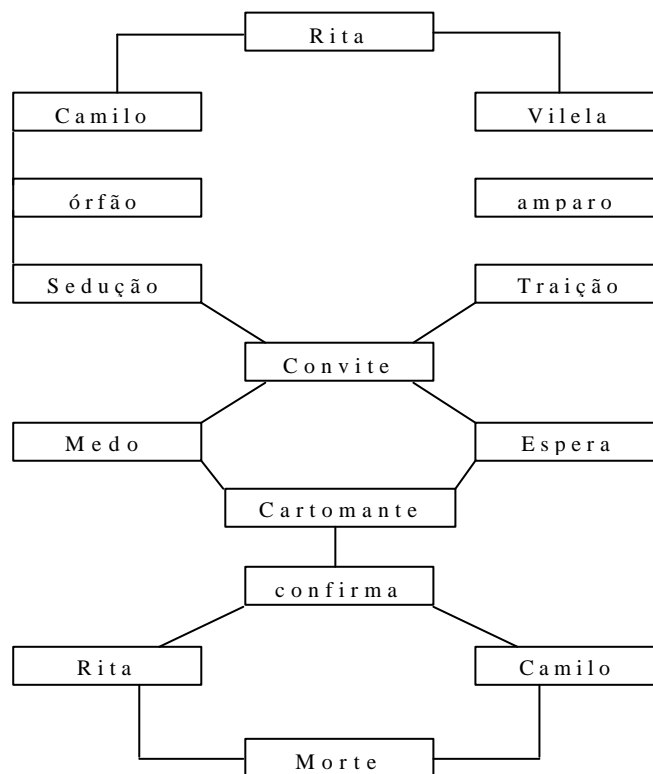 Rita
Camilo Vilela
órfão amparo
Sedução Traição
Convite
Medo Espera
Cartomante
confirma
Rita Camilo
Morte